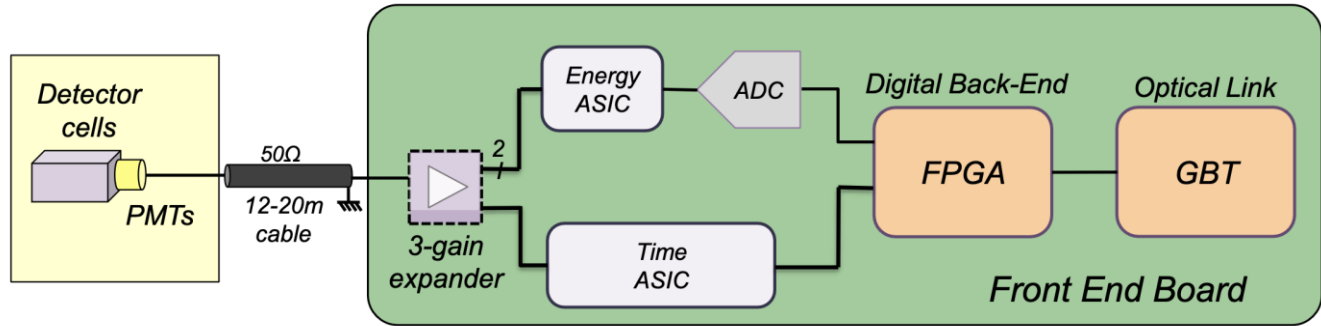 Detector
cells
PMTs
50Ω
12-20m
cable
3-gain
expander
2
Energy
ASIC
ADC
Time
ASIC
Digital Back-End
FPGA
Optical Link
GBT
Front End Board